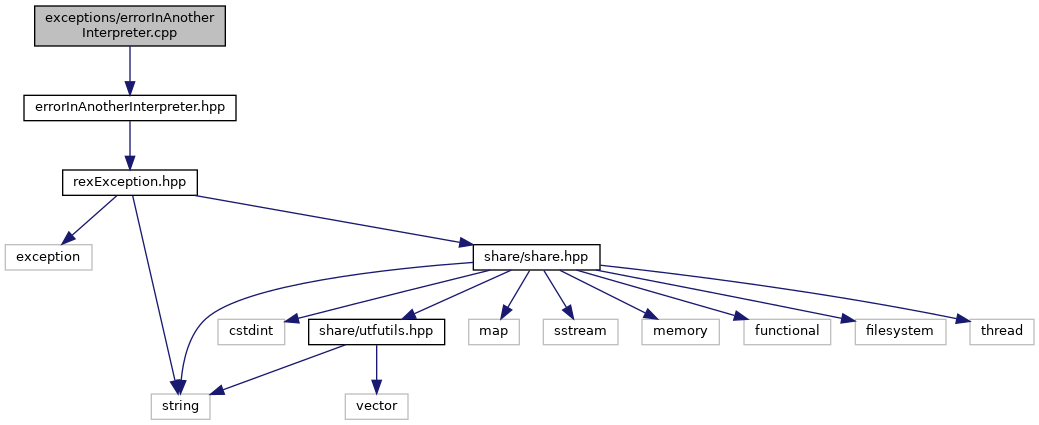 exceptions/errorInAnother
Interpreter.cpp
errorInAnotherInterpreter.hpp
rexException.hpp
exception
share/share.hpp
cstdint
share/utfutils.hpp
map
sstream
memory
functional
filesystem
thread
string
vector